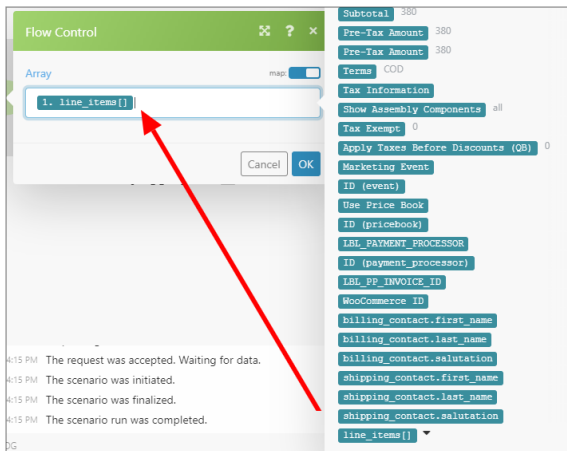 Flow Control ? ×
Array map:
1. line_items[]
Cancel OK
4:15 PM The request was accepted. Waiting for data.
4:15 PM The scenario was initiated.
4:15 PM The scenario was finalized.
4:15 PM The scenario run was completed.
OG
Subtotal 380
Pre-Tax Amount 380
Pre-Tax Amount 380
Terms COD
Tax Information
Show Assembly Components all
Tax Exempt 0
Apply Taxes Before Discounts (QB) 0
Marketing Event
ID (event)
Use Price Book
ID (pricebook)
LBL_PAYMENT_PROCESSOR
ID (payment_processor)
LBL_PP_INVOICE_ID
WooCommerce ID
billing_contact.first_name
billing_contact.last_name
billing_contact.salutation
shipping_contact.first_name
shipping_contact.last_name
shipping_contact.salutation
line_items[]